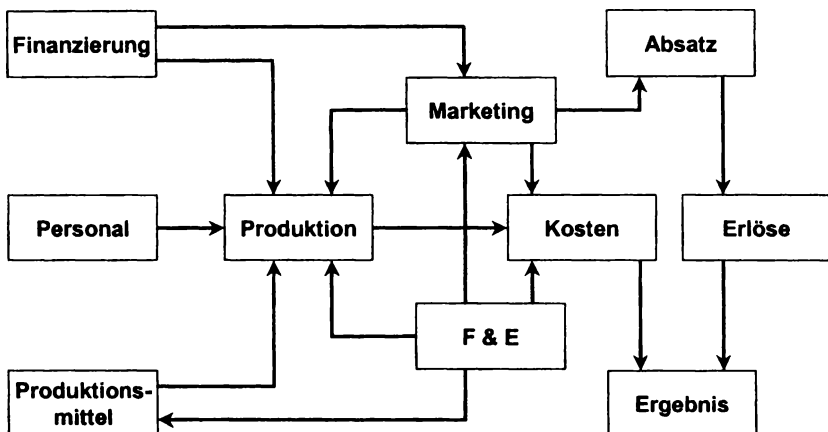 Finanzierung
Absatz
Marketing
Personal
Produktion
Kosten
Erlöse
F & E
Produktions-
mittel
Ergebnis